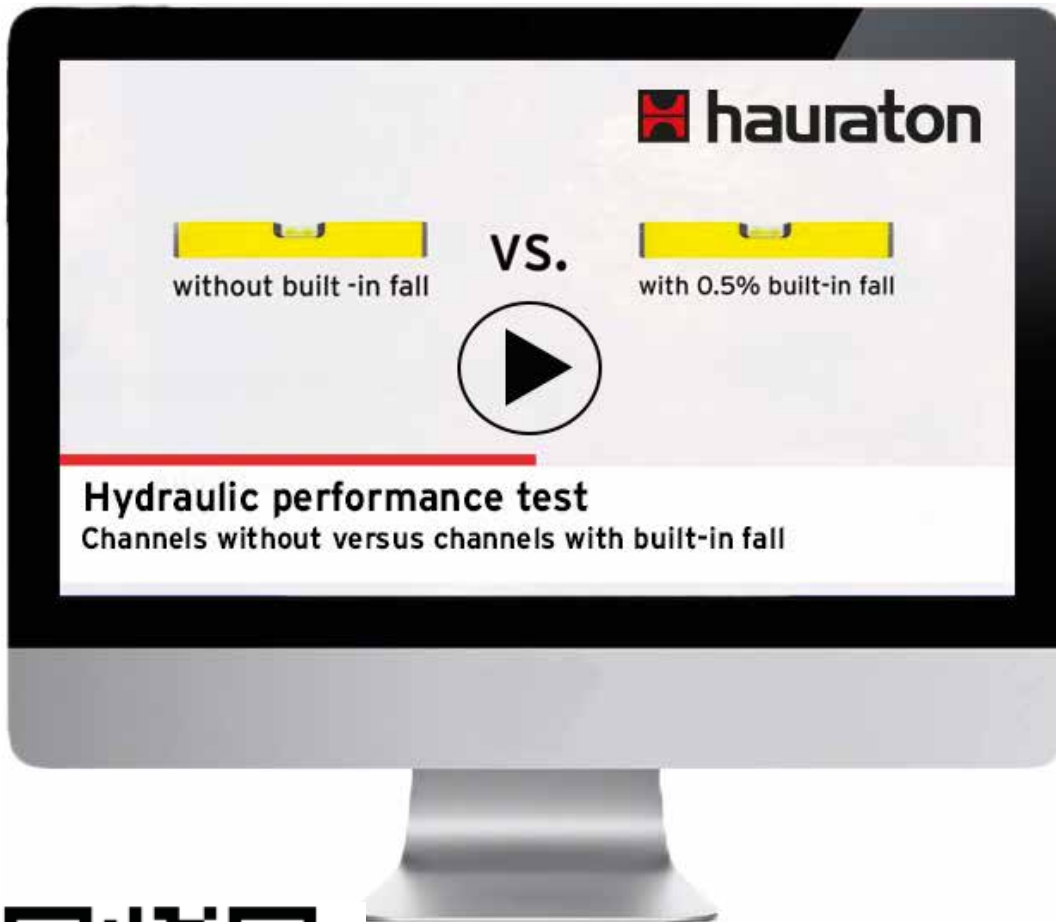 hauraton
VS.
without built -in fall
with 0.5% built-in fall
Hydraulic performance test
Channels without versus channels with built-in fall